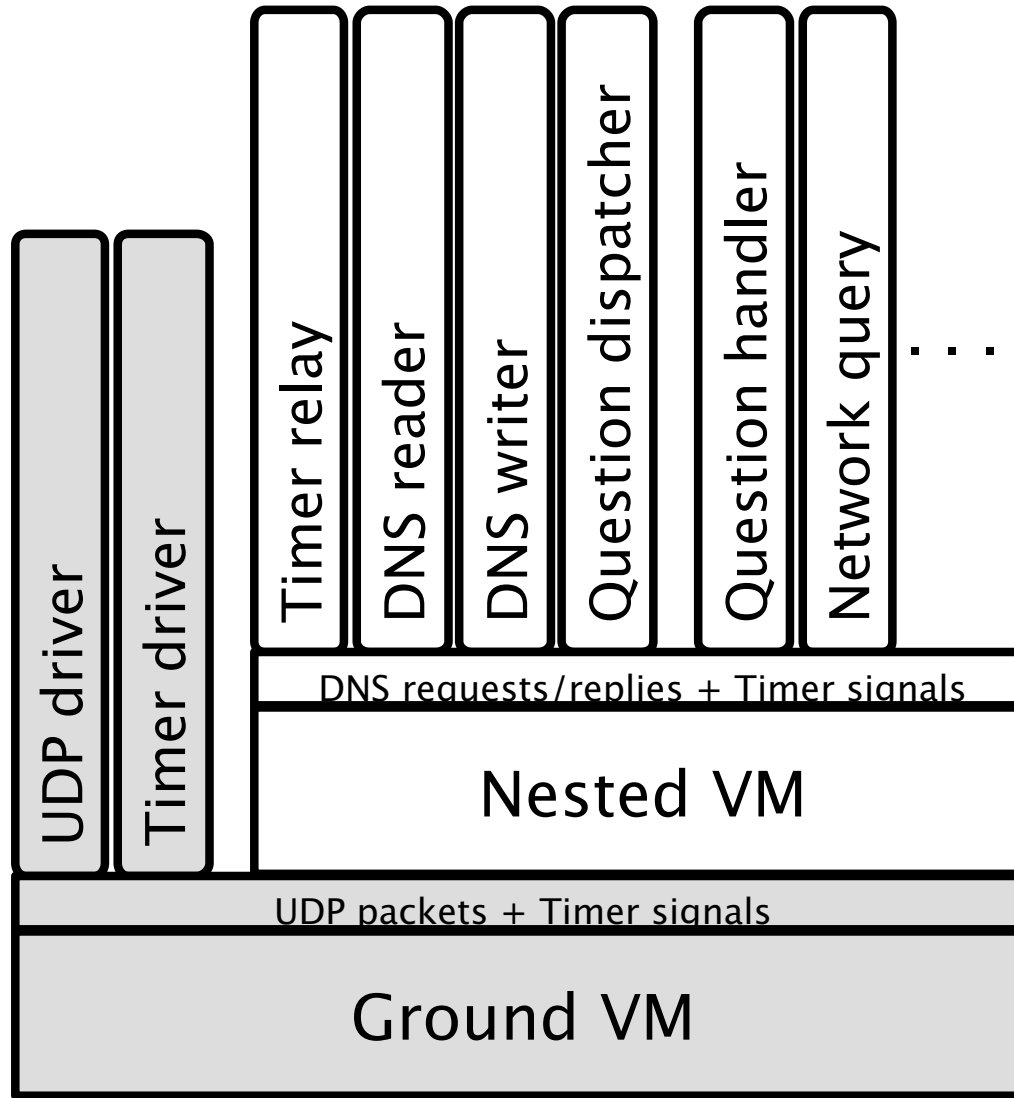 UDP driver
Timer driver
Timer relay
DNS reader
DNS writer
Question dispatcher
Question handler
Network query
. . .
DNS requests/replies + Timer signals
Nested VM
UDP packets + Timer signals
Ground VM